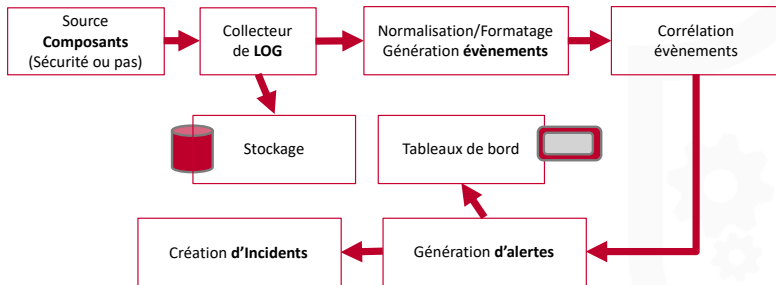 Source
Composants
(Sécurité ou pas)
Collecteur
de LOG
Normalisation/Formatage
Génération évènements
Corrélation
évènements
Stockage
Tableaux de bord
Création d'Incidents
Génération d'alertes